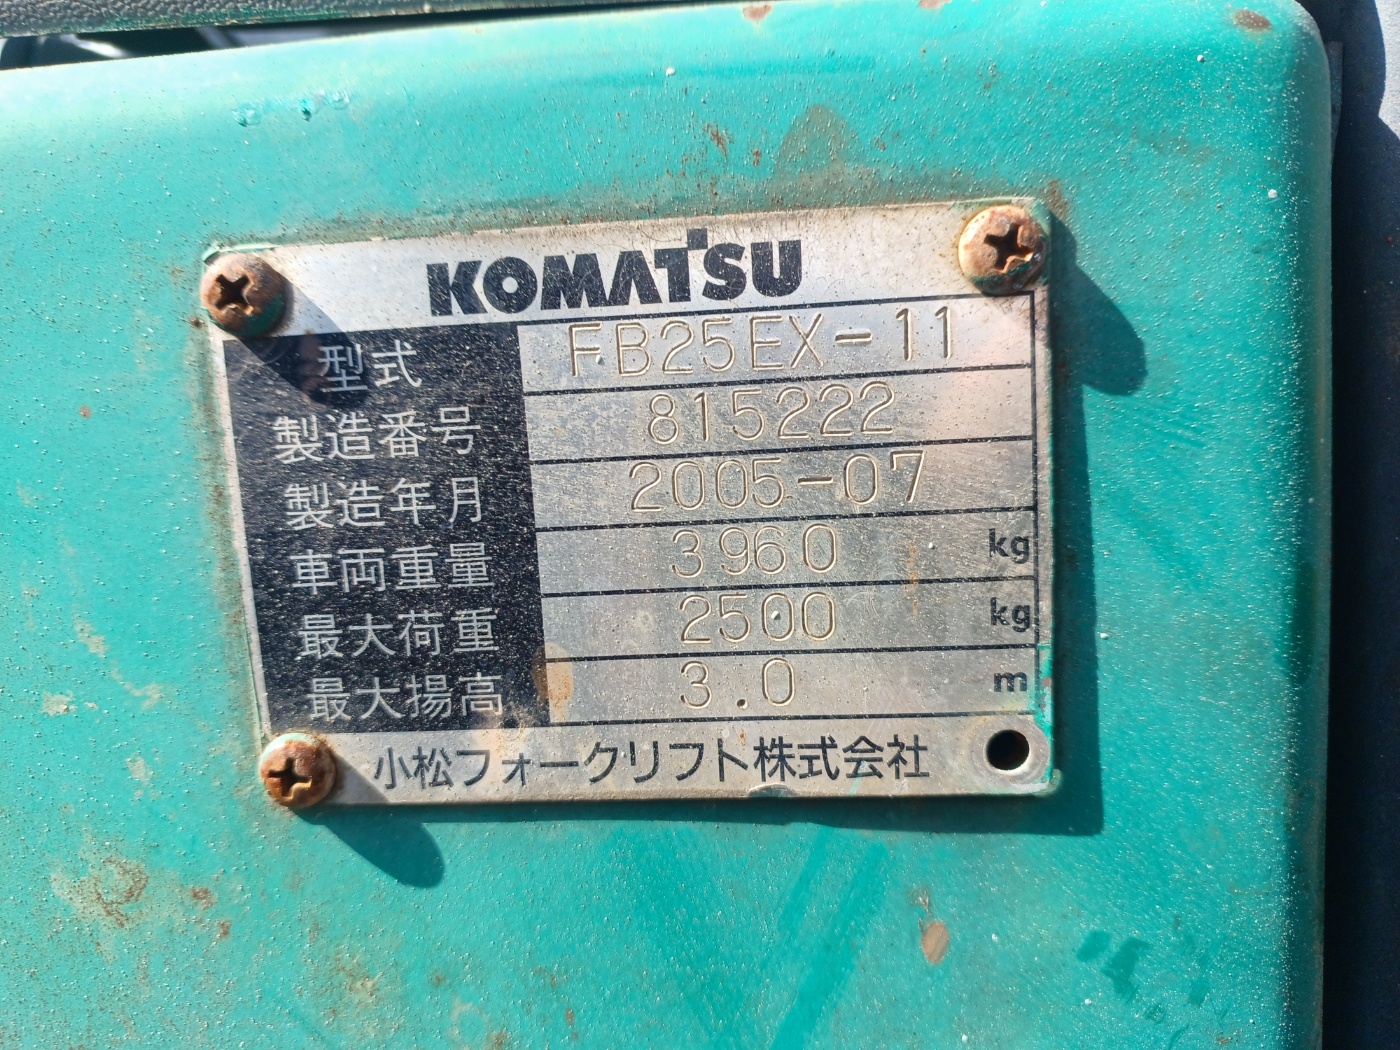 KOMATSU
型式 FB25EX-11
製造番号 815222
製造年月 2005-07
車両重量 3960 kg
最大荷重 2500 kg
最大揚高 3.0 m
小松フォークリフト株式会社